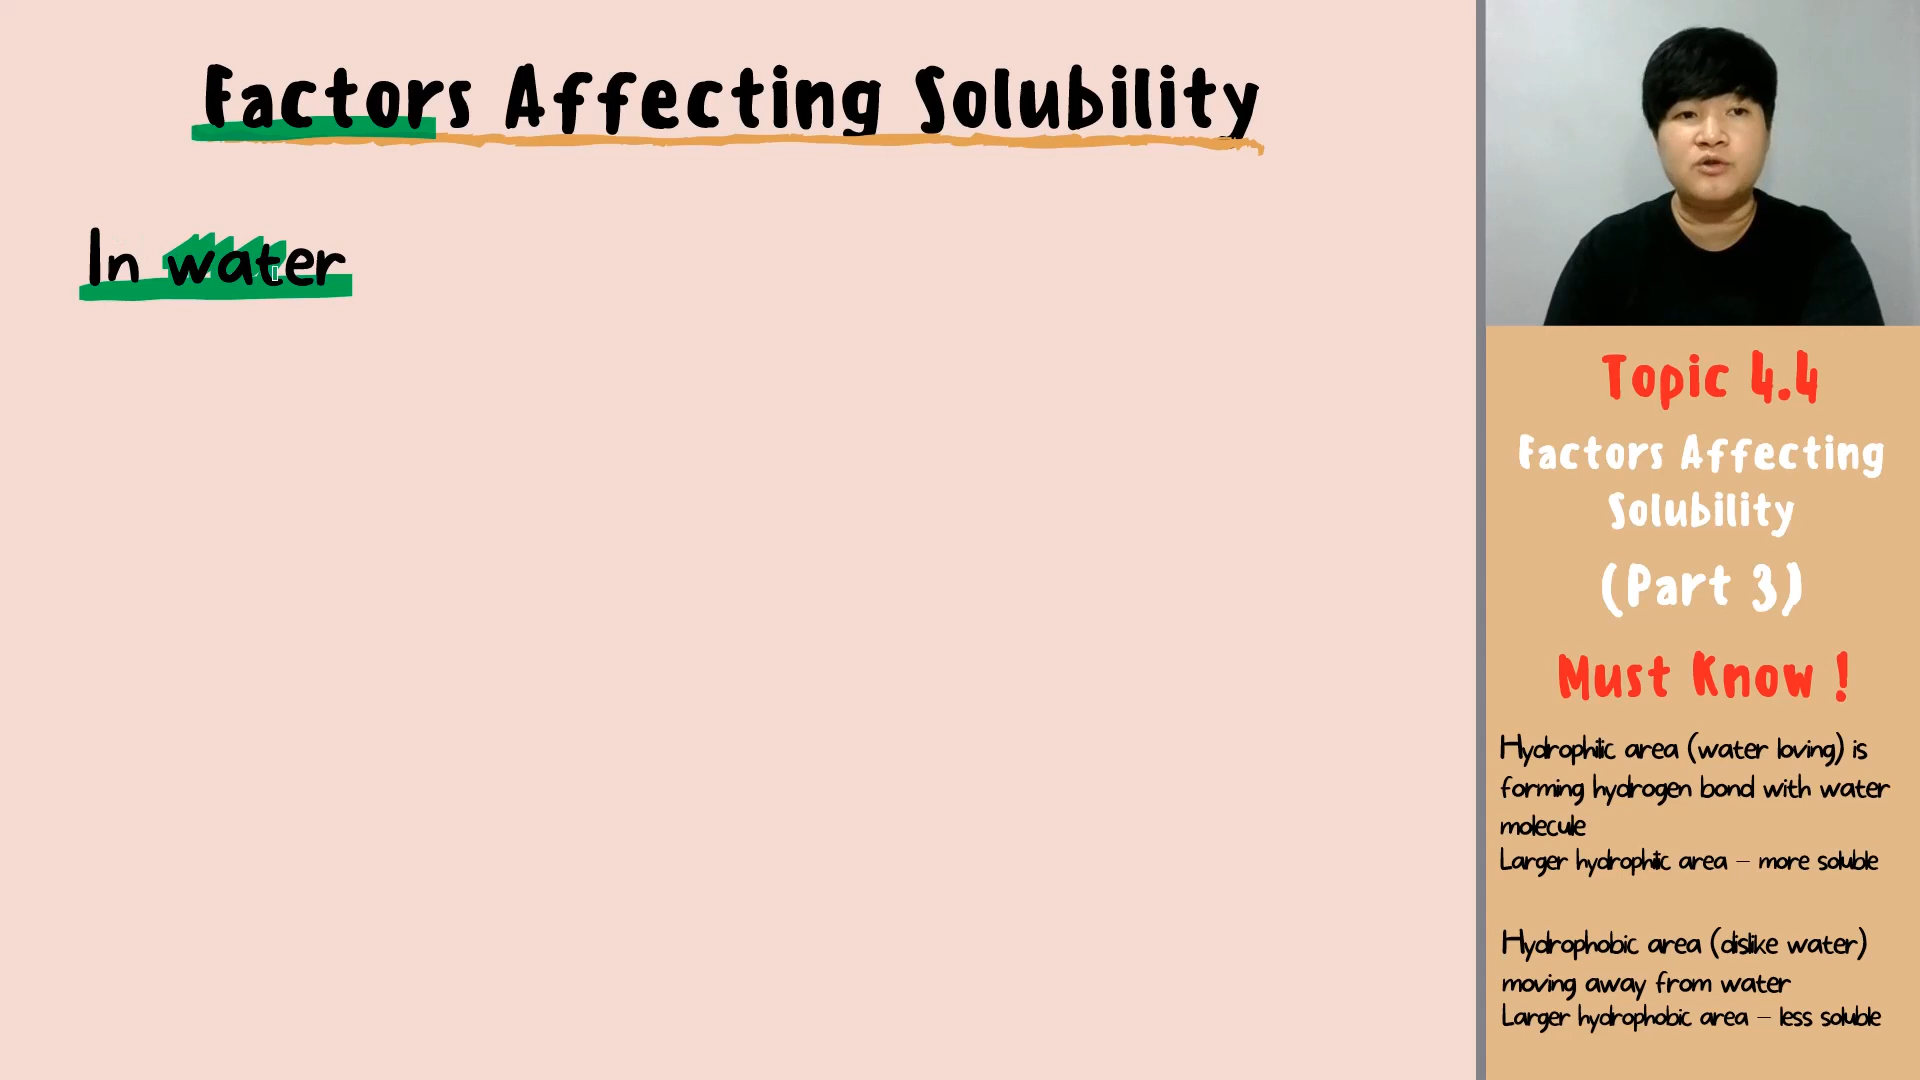 Factors Affecting Solubility
In water
Topic 4.4
Factors Affecting
Solubility
(Part 3)
Must Know !
Hydrophilic area (water loving) is
forming hydrogen bond with water
molecule
Larger hydrophilic area - more soluble
Hydrophobic area (dislike water)
moving away from water
Larger hydrophobic area - less soluble